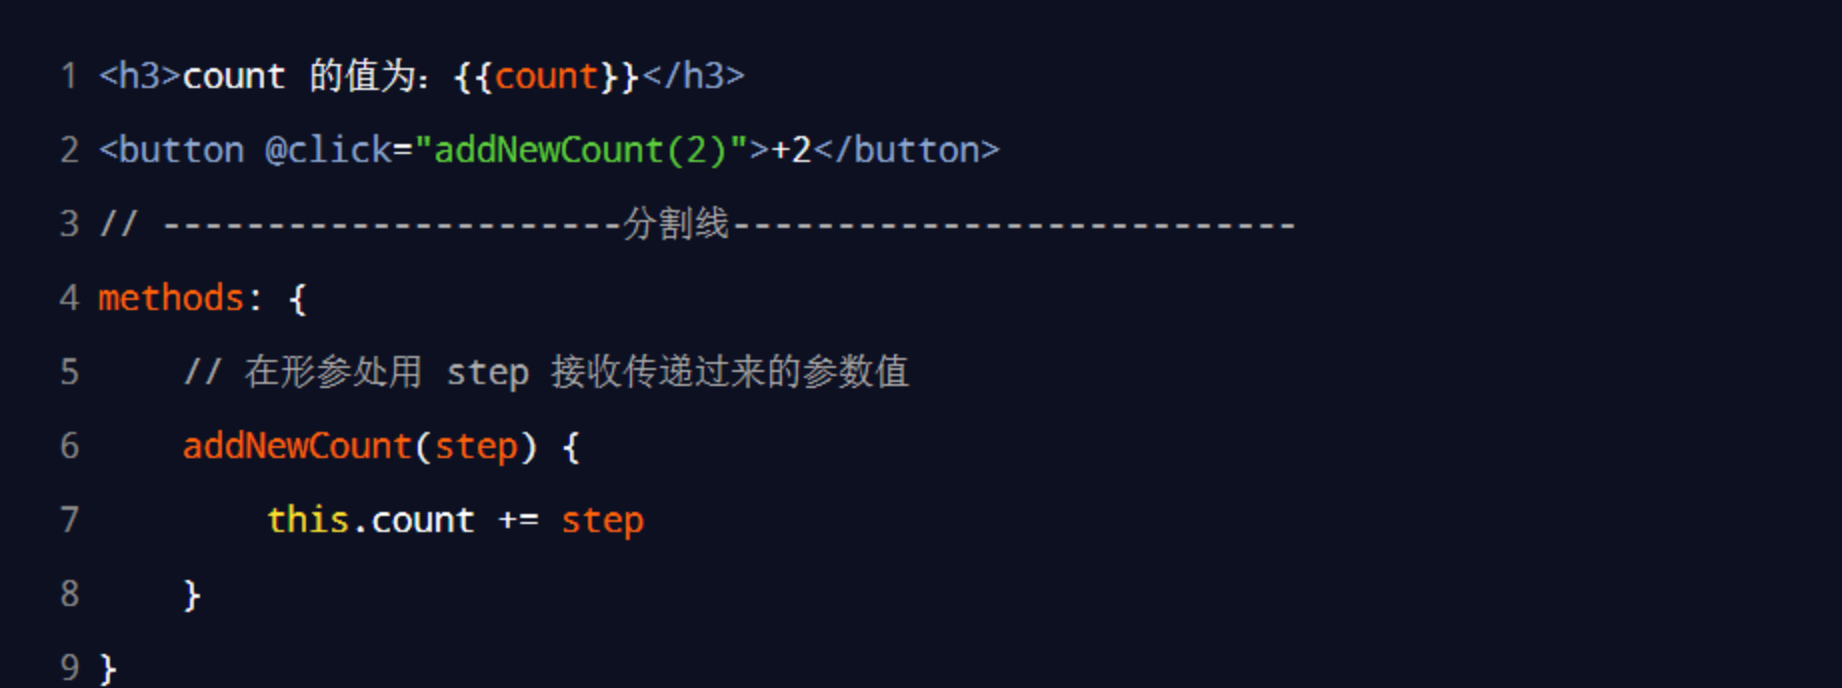 1 <h3>count 的值为：{{count}}</h3>
2 <button @click="addNewCount(2)">+2</button>
3 // ----------------------分割线---------------------------
4 methods: {
5     // 在形参处用 step 接收传递过来的参数值
6     addNewCount(step) {
7         this.count += step
8     }
9 }